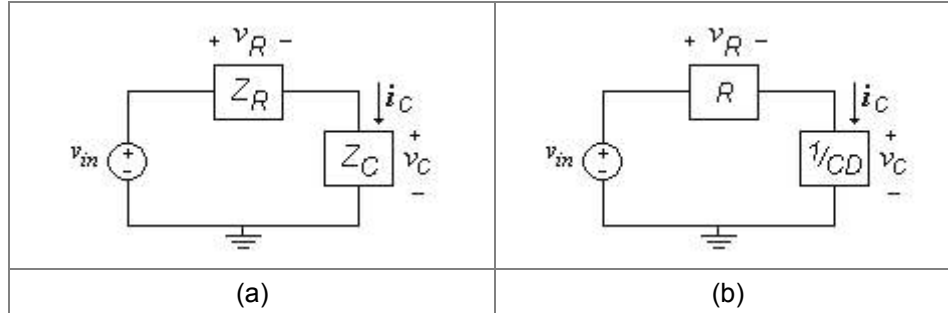 + v_R −
Z_R
i_C
v_in
+
−
Z_C
+
v_C
−
(a)
+ v_R −
R
i_C
v_in
+
−
1/CD
+
v_C
−
(b)